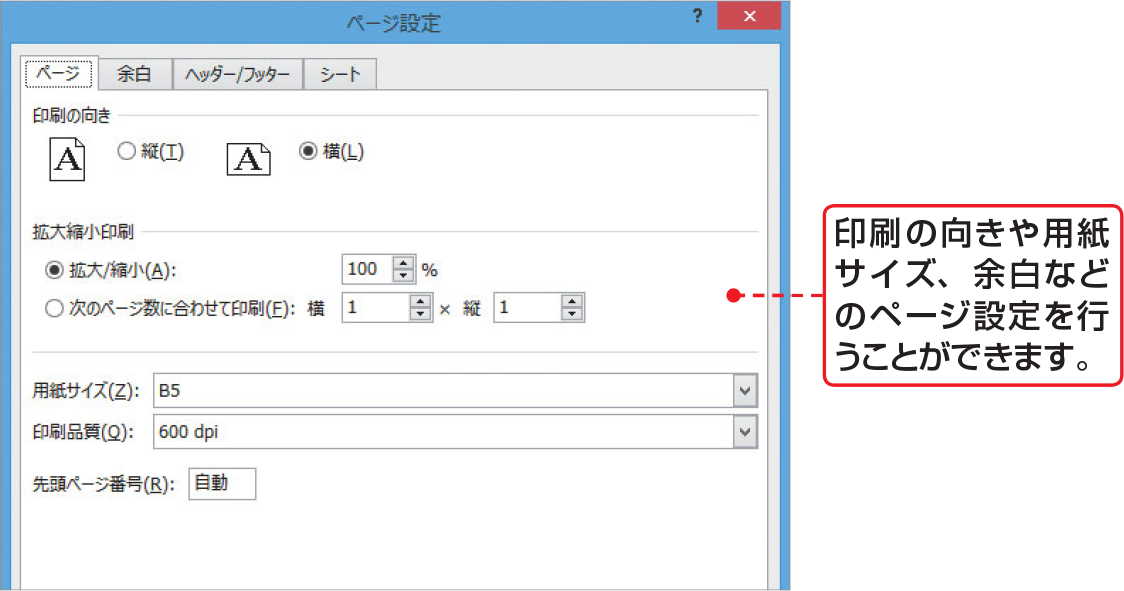 ページ設定
?
ページ 余白 ヘッダー/フッター シート
印刷の向き
A 縦(T) A 横(L)
拡大縮小印刷
拡大/縮小(A): 100 %
次のページ数に合わせて印刷(F): 横 1 × 縦 1
用紙サイズ(Z): B5
印刷品質(Q): 600 dpi
先頭ページ番号(R): 自動
印刷の向きや用紙
サイズ、余白など
のページ設定を行
うことができます。